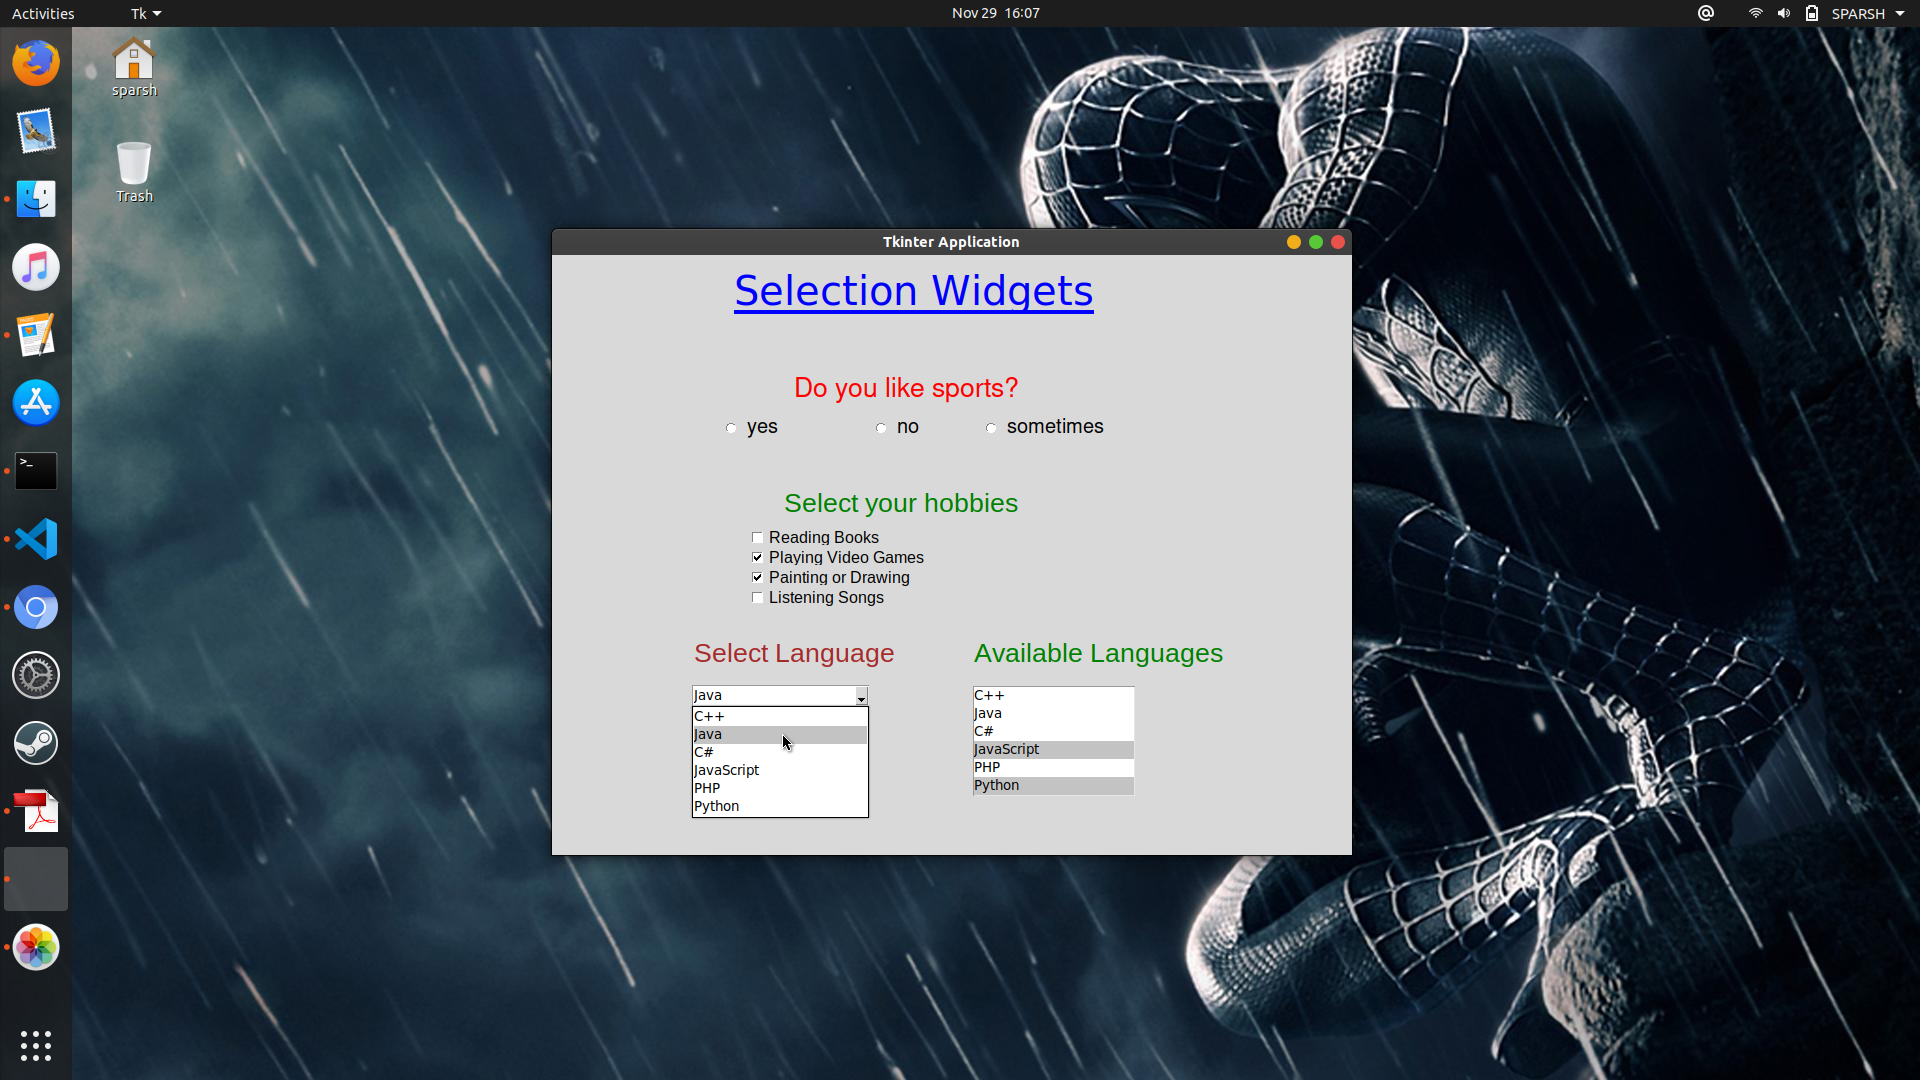 Activities
Tk
Nov 29 16:07
SPARSH
sparsh
Trash
>_
Tkinter Application
Selection Widgets
Do you like sports?
yes no sometimes
Select your hobbies
Reading Books
Playing Video Games
Painting or Drawing
Listening Songs
Select Language
Java
C++
Java
C#
JavaScript
PHP
Python
Available Languages
C++
Java
C#
JavaScript
PHP
Python